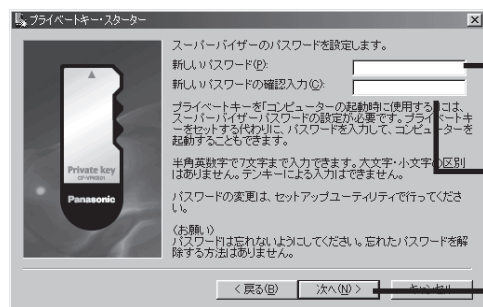 プライベートキー・スターター
スーパーバイザーのパスワードを設定します。
新しいパスワード(P):
新しいパスワードの確認入力(C):
プライベートキーを「コンピューターの起動時に使用する」には、
スーパーバイザーパスワードの設定が必要です。プライベートキ
ーをセットする代わりに、パスワードを入力して、コンピューターを
起動することもできます。
半角英数字で7文字まで入力できます。大文字・小文字の区別
はありません。テンキーによる入力はできません。
パスワードの変更は、セットアップユーティリティで行ってくださ
い。
(お願い)
パスワードは忘れないようにしてください。忘れたパスワードを解
除する方法はありません。
Private key
CF-VPK601
Panasonic
< 戻る(B)
次へ(N) >
キャンセル